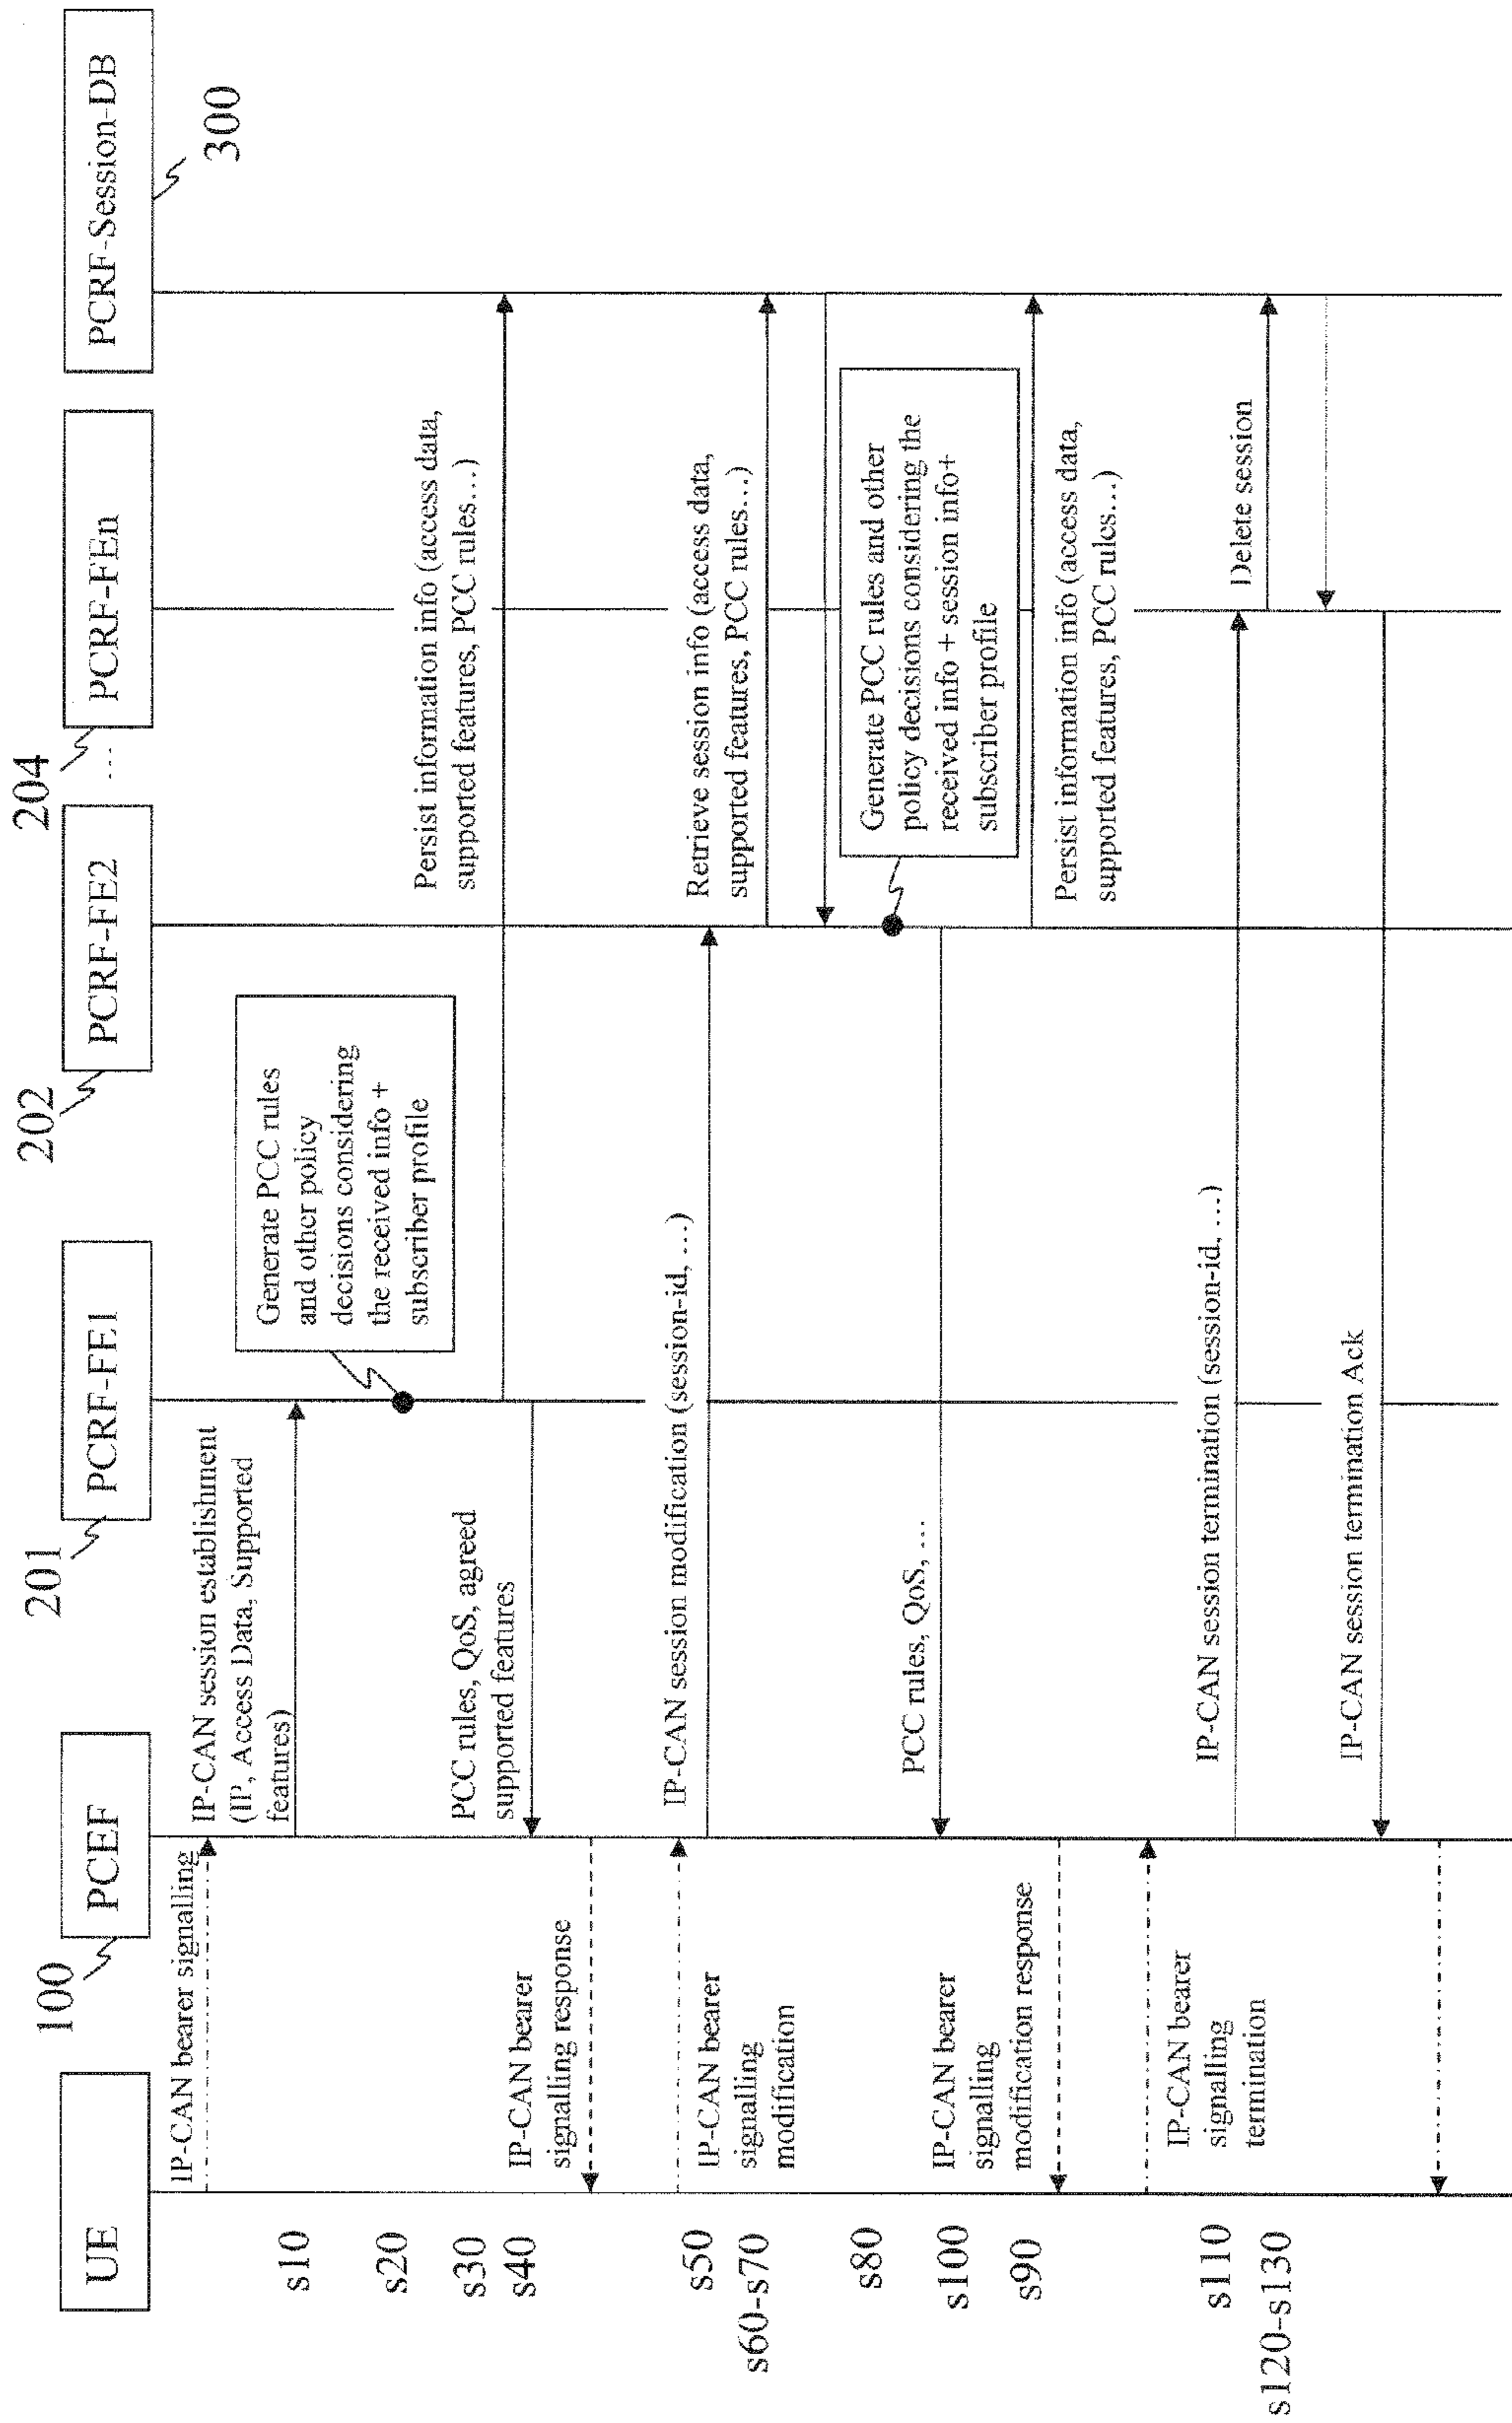 UE
PCEF
100
PCRF-FE1
201
PCRF-FE2
202
...
PCRF-FEn
204
PCRF-Session-DB
300
IP-CAN bearer signalling
s10
IP-CAN session establishment
(IP, Access Data, Supported
features)
s20
Generate PCC rules
and other policy
decisions considering
the received info +
subscriber profile
s30
Persist information info (access data,
supported features, PCC rules…)
s40
PCC rules, QoS, agreed
supported features
IP-CAN bearer
signalling response
IP-CAN bearer
signalling
modification
s50
IP-CAN session modification (session-id, …)
s60-s70
Retrieve session info (access data,
supported features, PCC rules…)
s80
Generate PCC rules and other
policy decisions considering the
received info + session info+
subscriber profile
s100
PCC rules, QoS, …
s90
Persist information info (access data,
supported features, PCC rules…)
IP-CAN bearer
signalling
modification response
IP-CAN bearer
signalling
termination
s110
IP-CAN session termination (session-id, …)
s120-s130
Delete session
IP-CAN session termination Ack